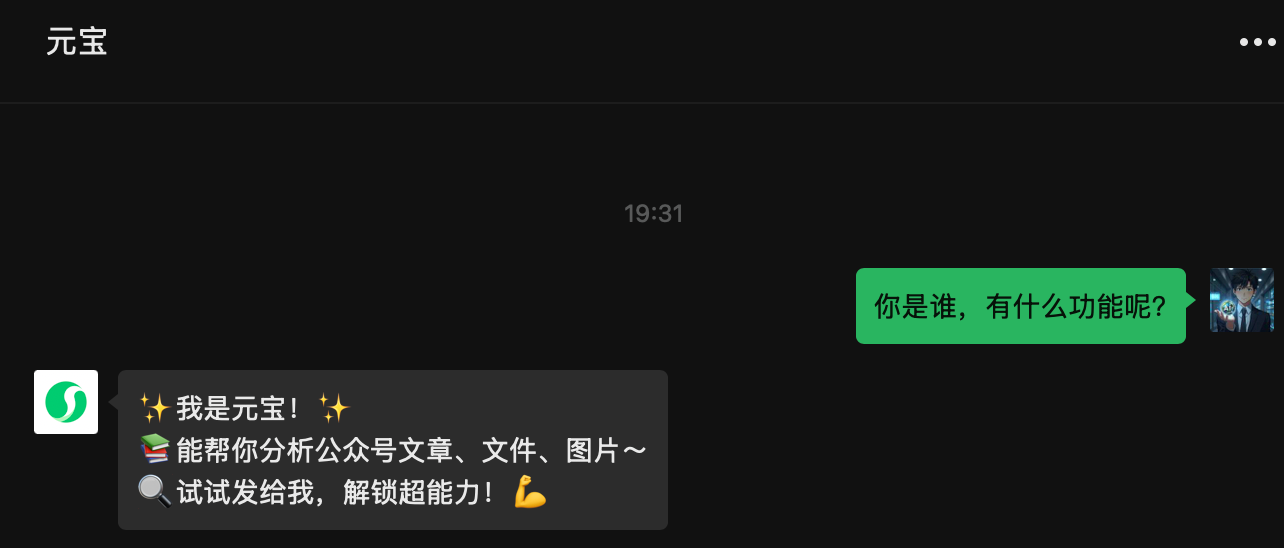 元宝
19:31
你是谁，有什么功能呢?
✨我是元宝！✨
📚能帮你分析公众号文章、文件、图片～
🔍试试发给我，解锁超能力！💪